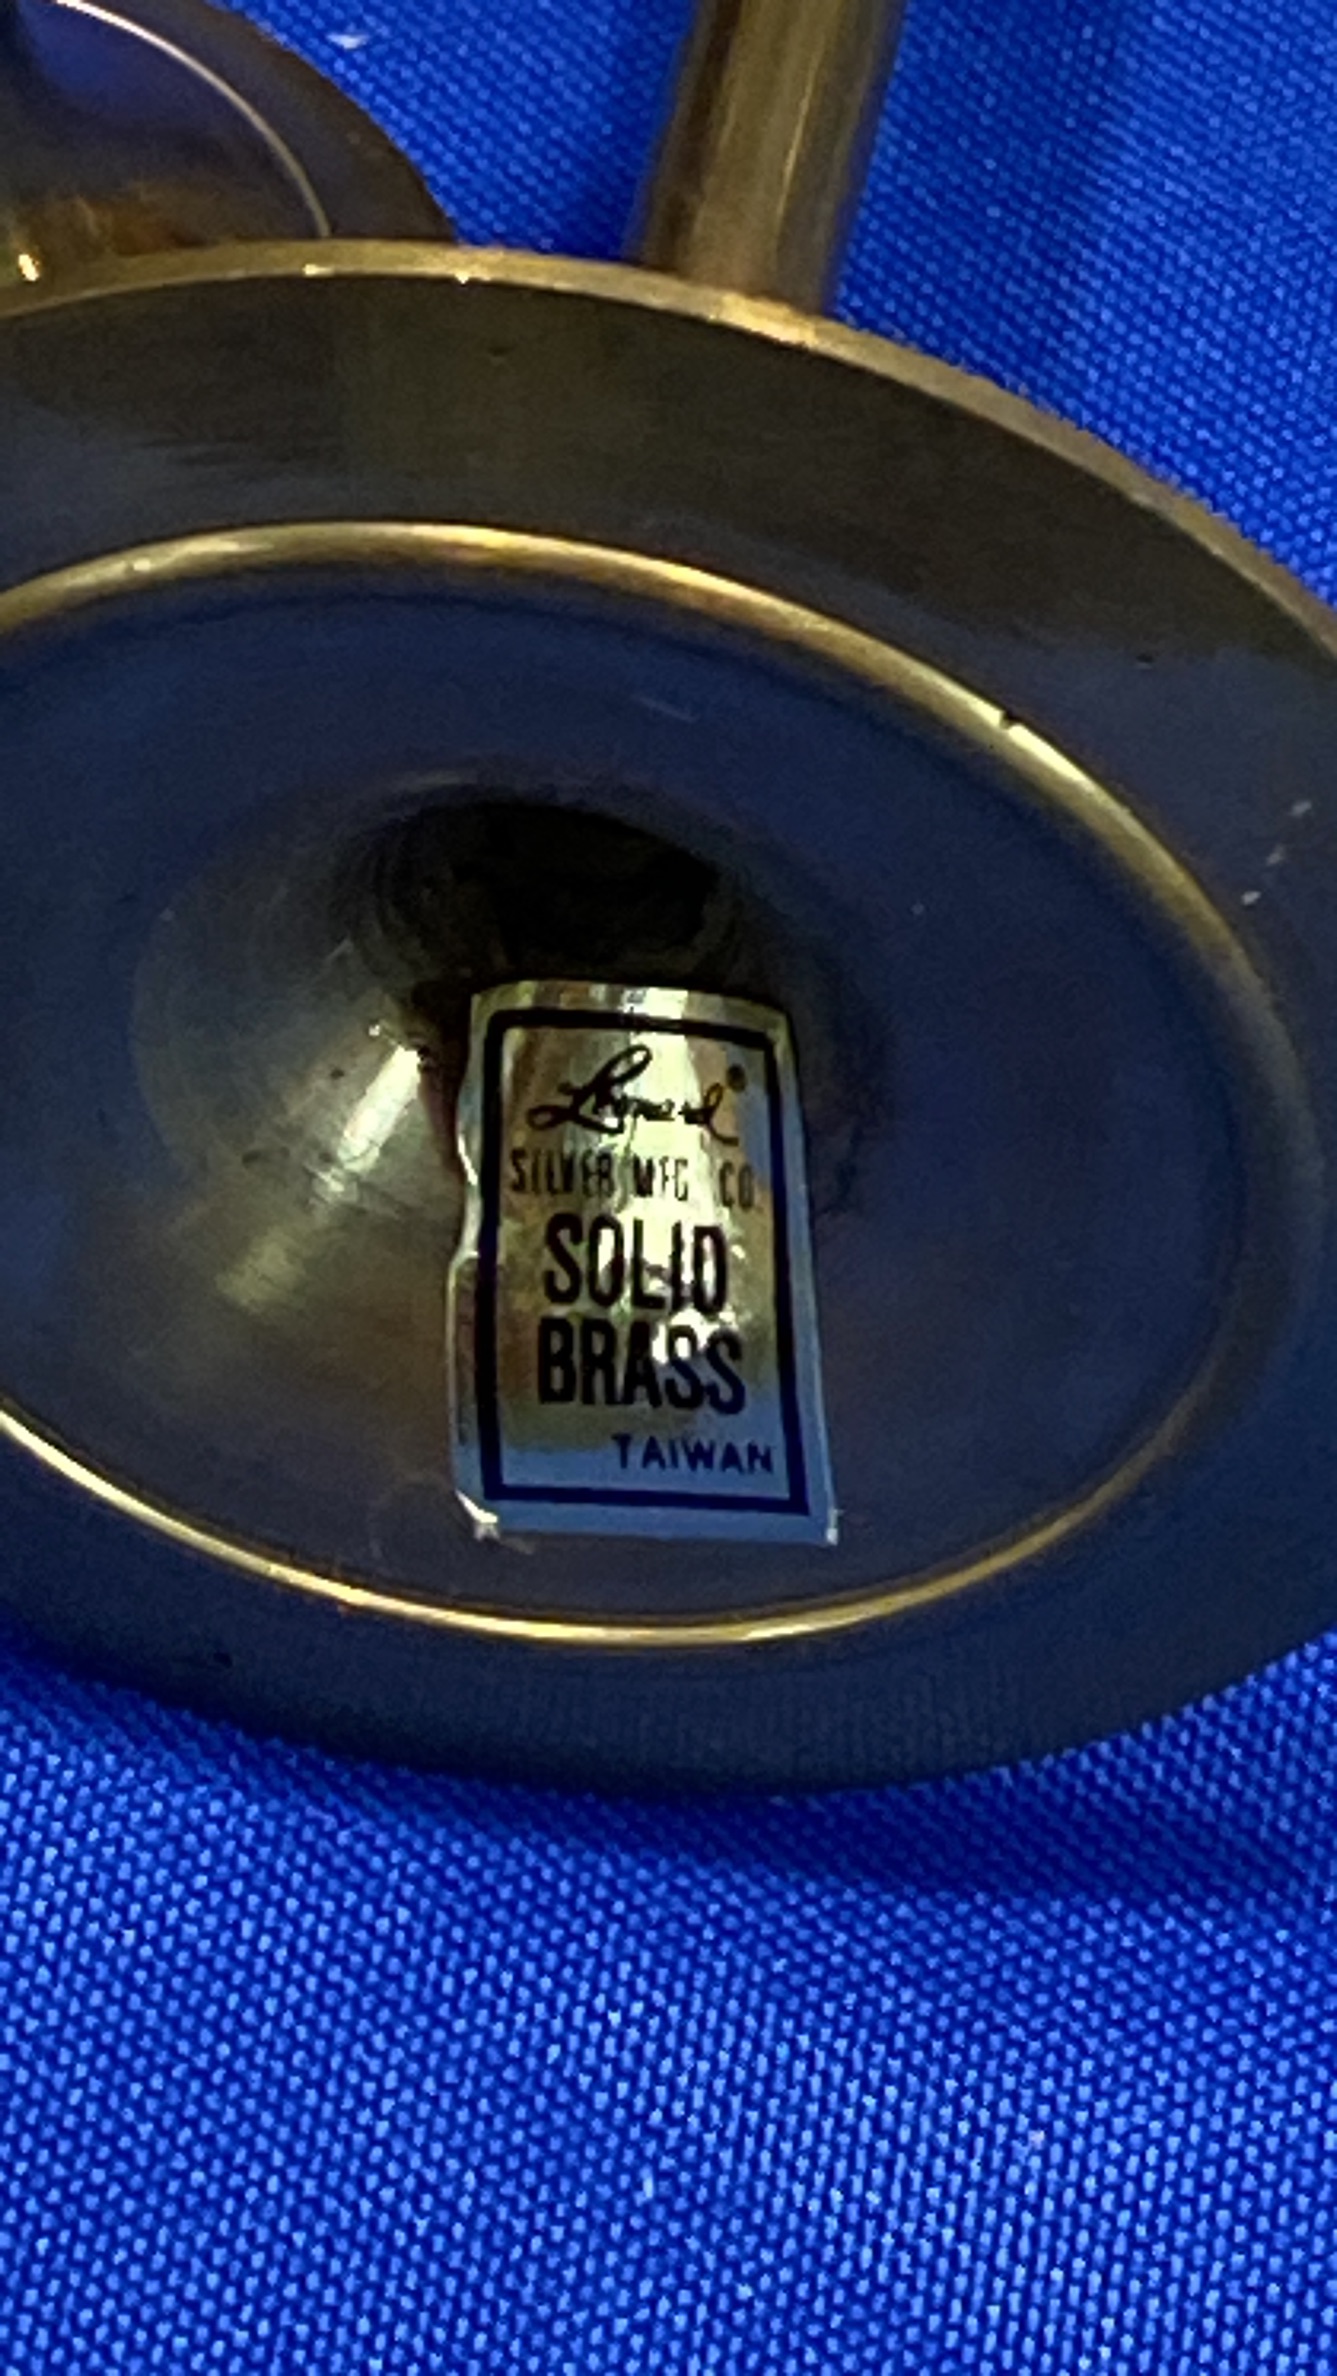 Leonard®
SILVER MFG. CO.
SOLID
BRASS
TAIWAN